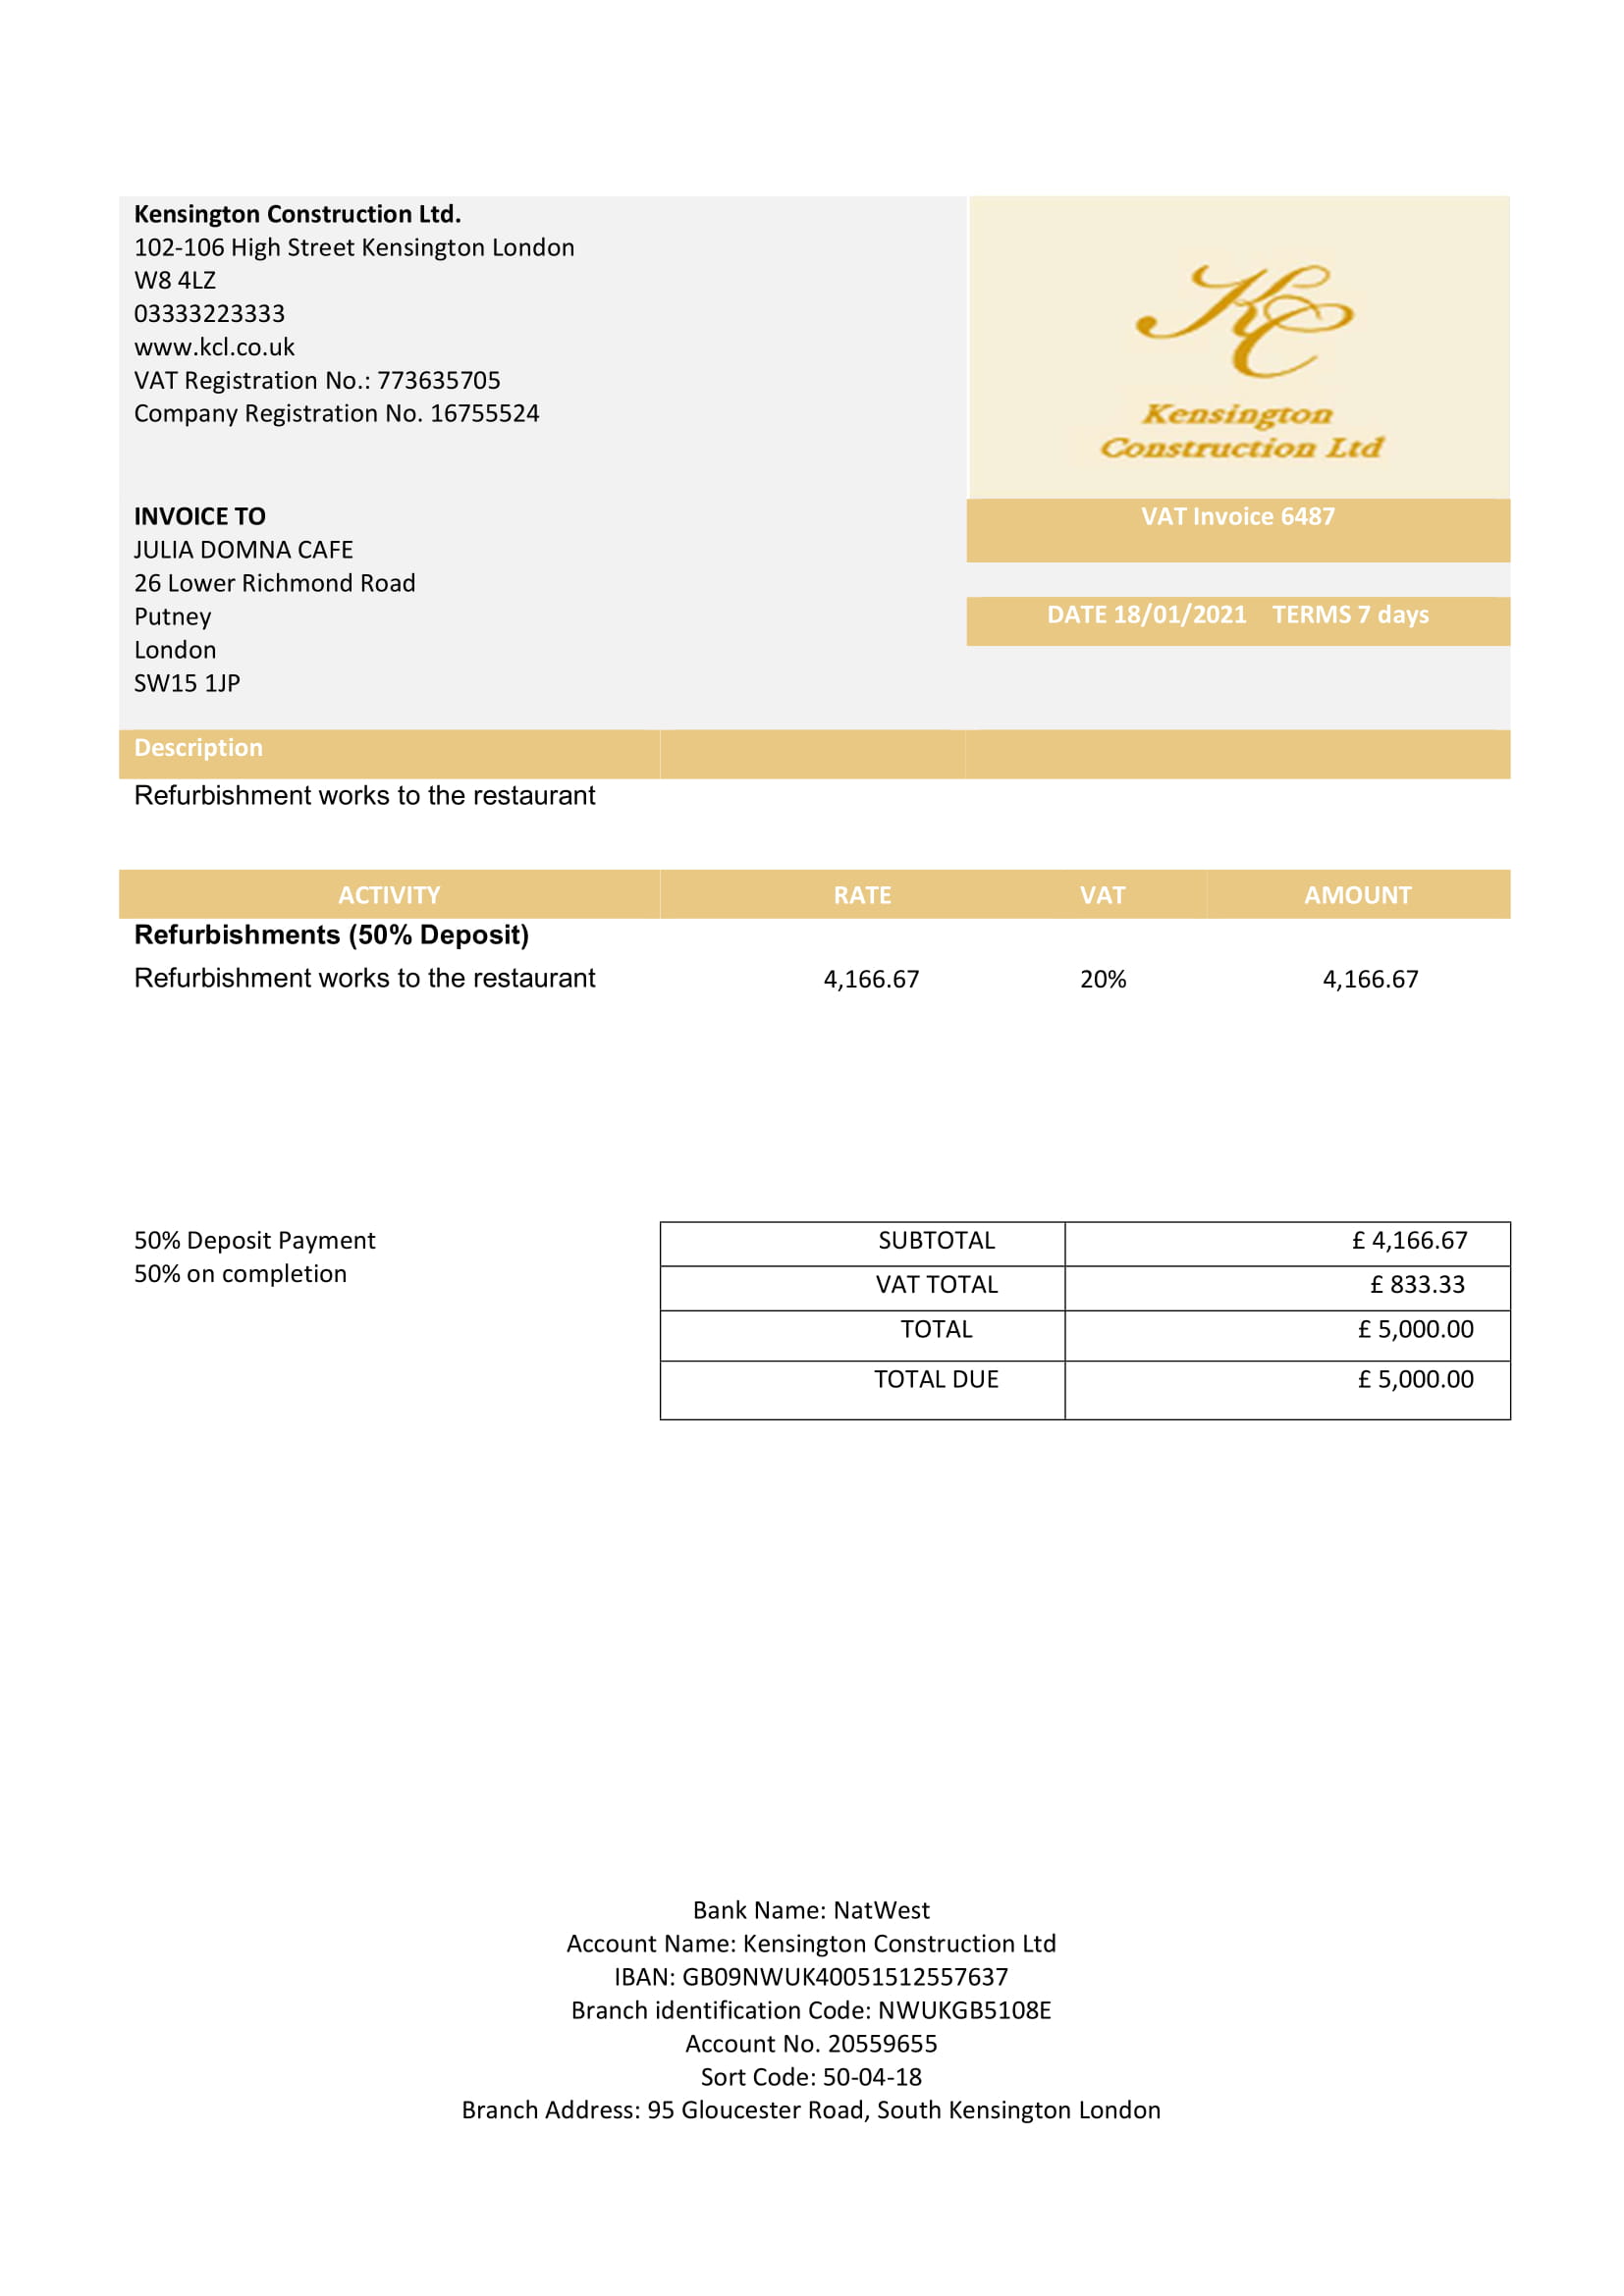 Kensington Construction Ltd.
102-106 High Street Kensington London
W8 4LZ
03333223333
www.kcl.co.uk
VAT Registration No.: 773635705
Company Registration No. 16755524
KC
Kensington
Construction Ltd
INVOICE TO
JULIA DOMNA CAFE
26 Lower Richmond Road
Putney
London
SW15 1JP
VAT Invoice 6487
DATE 18/01/2021 TERMS 7 days
Description
Refurbishment works to the restaurant
ACTIVITY RATE VAT AMOUNT
Refurbishments (50% Deposit)
Refurbishment works to the restaurant 4,166.67 20% 4,166.67
50% Deposit Payment
50% on completion
SUBTOTAL £ 4,166.67
VAT TOTAL £ 833.33
TOTAL £ 5,000.00
TOTAL DUE £ 5,000.00
Bank Name: NatWest
Account Name: Kensington Construction Ltd
IBAN: GB09NWUK40051512557637
Branch identification Code: NWUKGB5108E
Account No. 20559655
Sort Code: 50-04-18
Branch Address: 95 Gloucester Road, South Kensington London